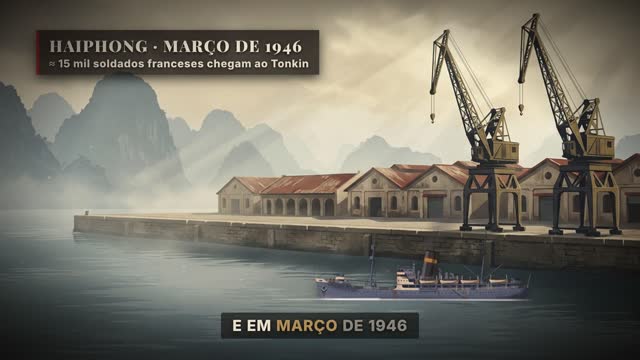 HAIPHONG · MARÇO DE 1946
≈ 15 mil soldados franceses chegam ao Tonkin
E EM MARÇO DE 1946